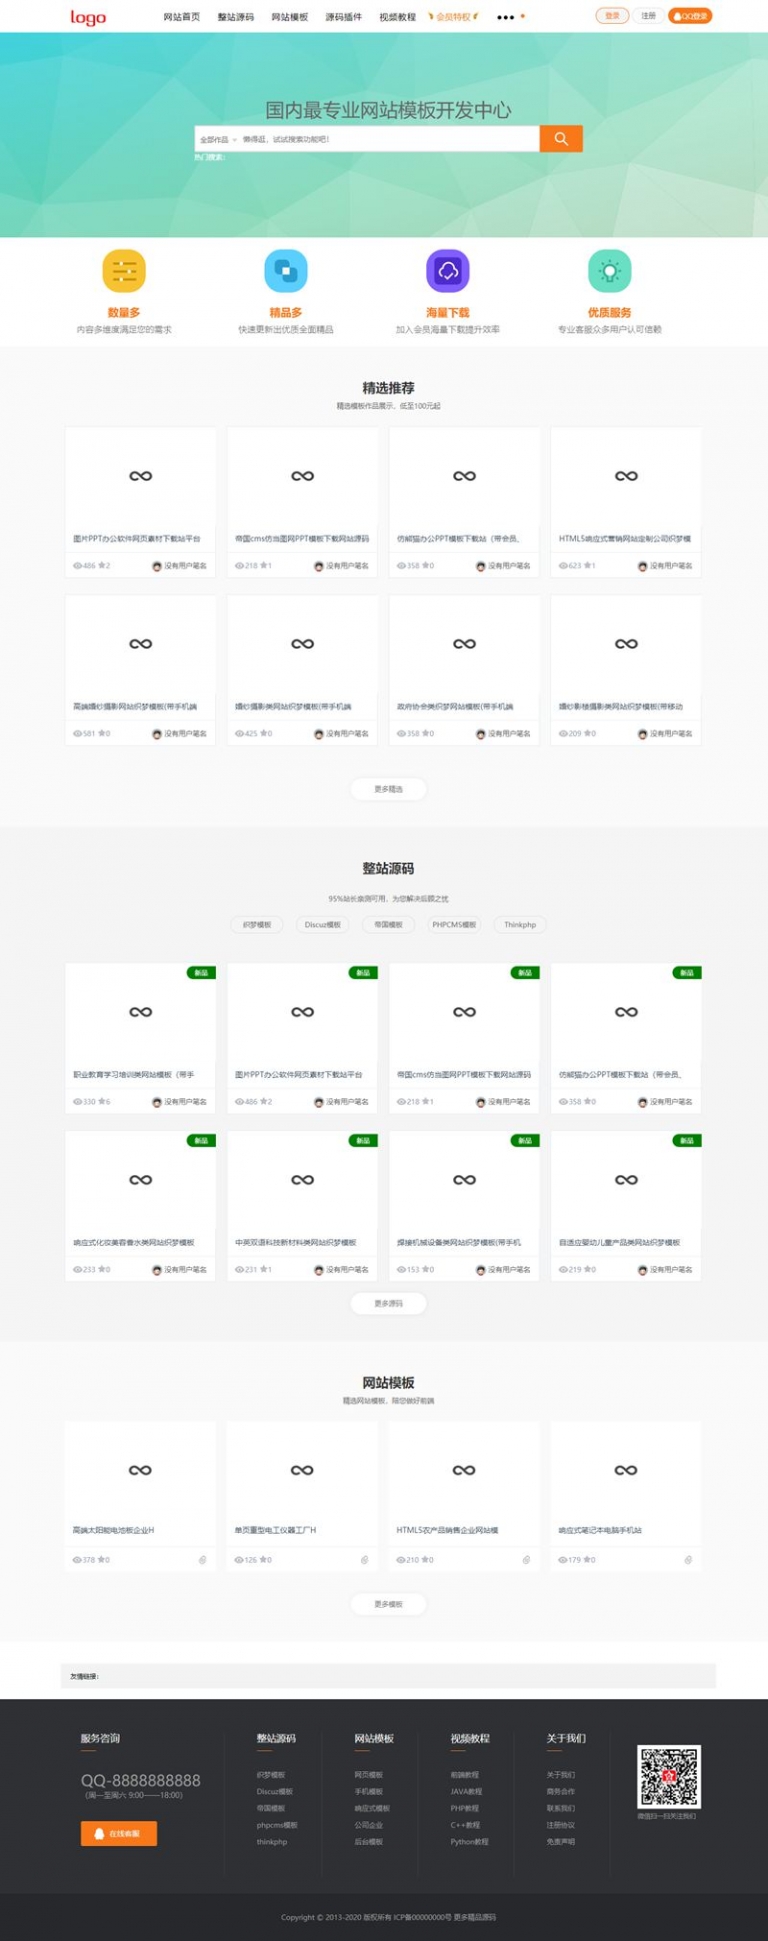 logo
网站首页 整站源码 网站模板 源码插件 视频教程 会员特权 •••
登录 注册 QQ登录
国内最专业网站模板开发中心
全部作品 懒得逛，试试搜索功能吧！
热门搜索：
数量多 精品多 海量下载 优质服务
内容多维度满足您的需求 快速更新出优质全面精品 加入会员海量下载提升效率 专业客服众多用户认可信赖
精选推荐
精选模板作品展示，低至100元起
图片PPT办公软件网页素材下载站平台 帝国cms仿当图网PPT模板下载网站源码 仿熊猫办公PPT模板下载站（带会员、 HTML5响应式营销网站定制公司织梦模
486 2 没有用户笔名 218 1 没有用户笔名 358 0 没有用户笔名 623 1 没有用户笔名
高端婚纱摄影网站织梦模板(带手机端 婚纱摄影类网站织梦模板(带手机端 政府协会类织梦网站模板(带手机端 婚纱影楼摄影类网站织梦模板(带移动
581 0 没有用户笔名 425 0 没有用户笔名 358 0 没有用户笔名 209 0 没有用户笔名
更多精选
整站源码
95%站长亲测可用，为您解决后顾之忧
织梦模板 Discuz模板 帝国模板 PHPCMS模板 Thinkphp
新品 新品 新品 新品
职业教育学习培训类网站模板（带手 图片PPT办公软件网页素材下载站平台 帝国cms仿当图网PPT模板下载网站源码 仿熊猫办公PPT模板下载站（带会员、
330 6 没有用户笔名 486 2 没有用户笔名 218 1 没有用户笔名 358 0 没有用户笔名
新品 新品 新品 新品
响应式化妆美容香水类网站织梦模板 中英双语科技新材料类网站织梦模板 焊接机械设备类网站织梦模板(带手机 自适应婴幼儿童产品类网站织梦模板
233 0 没有用户笔名 231 1 没有用户笔名 153 0 没有用户笔名 219 0 没有用户笔名
更多源码
网站模板
精选网站模板，陪您做好前端
高端太阳能电池板企业H 单页重型电工仪器工厂H HTML5农产品销售企业网站模 响应式笔记本电脑手机站
378 0 126 0 210 0 179 0
更多模板
友情链接：
服务咨询 整站源码 网站模板 视频教程 关于我们
QQ-8888888888
(周一至周六 9:00——18:00)
在线客服
织梦模板 网页模板 前端教程 关于我们
Discuz模板 手机模板 JAVA教程 商务合作
帝国模板 响应式模板 PHP教程 联系我们
phpcms模板 公司企业 C++教程 注册协议
thinkphp 后台模板 Python教程 免责声明
微信扫一扫关注我们
Copyright © 2013-2020 版权所有 ICP备00000000号 更多精品源码